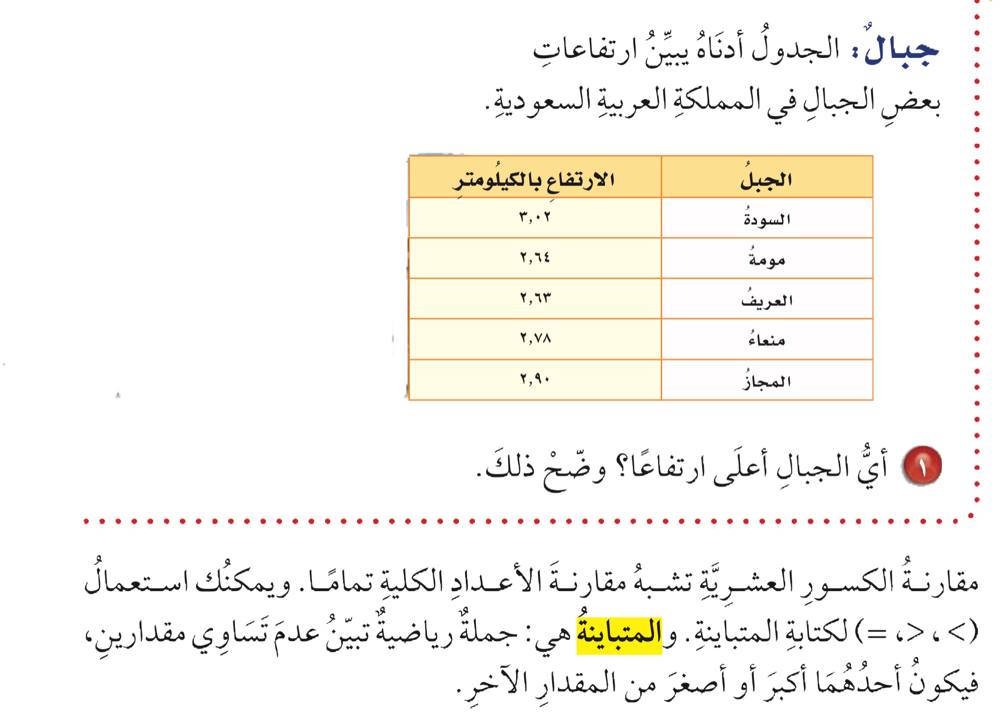 جبالٌ: الجدولُ أدنَاهُ يبيِّنُ ارتفاعاتِ
بعضِ الجبالِ في المملكةِ العربيةِ السعوديةِ.
الجبلُ الارتفاعِ بالكيلُومترِ
السودةُ ٣,٠٢
مومةُ ٢,٦٤
العريفُ ٢,٦٣
منعاءُ ٢,٧٨
المجازُ ٢,٩٠
١ أيُّ الجبالِ أعلَى ارتفاعًا؟ وضّحْ ذلكَ.
مقارنةُ الكسورِ العشرِيَّةِ تشبهُ مقارنةَ الأعدادِ الكليةِ تمامًا. ويمكنُك استعمالُ
(> ، <، =) لكتابةِ المتباينةِ. والمتباينةُ هي: جملةٌ رياضيةٌ تبيّنُ عدمَ تَسَاوِي مقدارينِ،
فيكونُ أحدُهُمَا أكبرَ أو أصغرَ من المقدارِ الآخرِ.